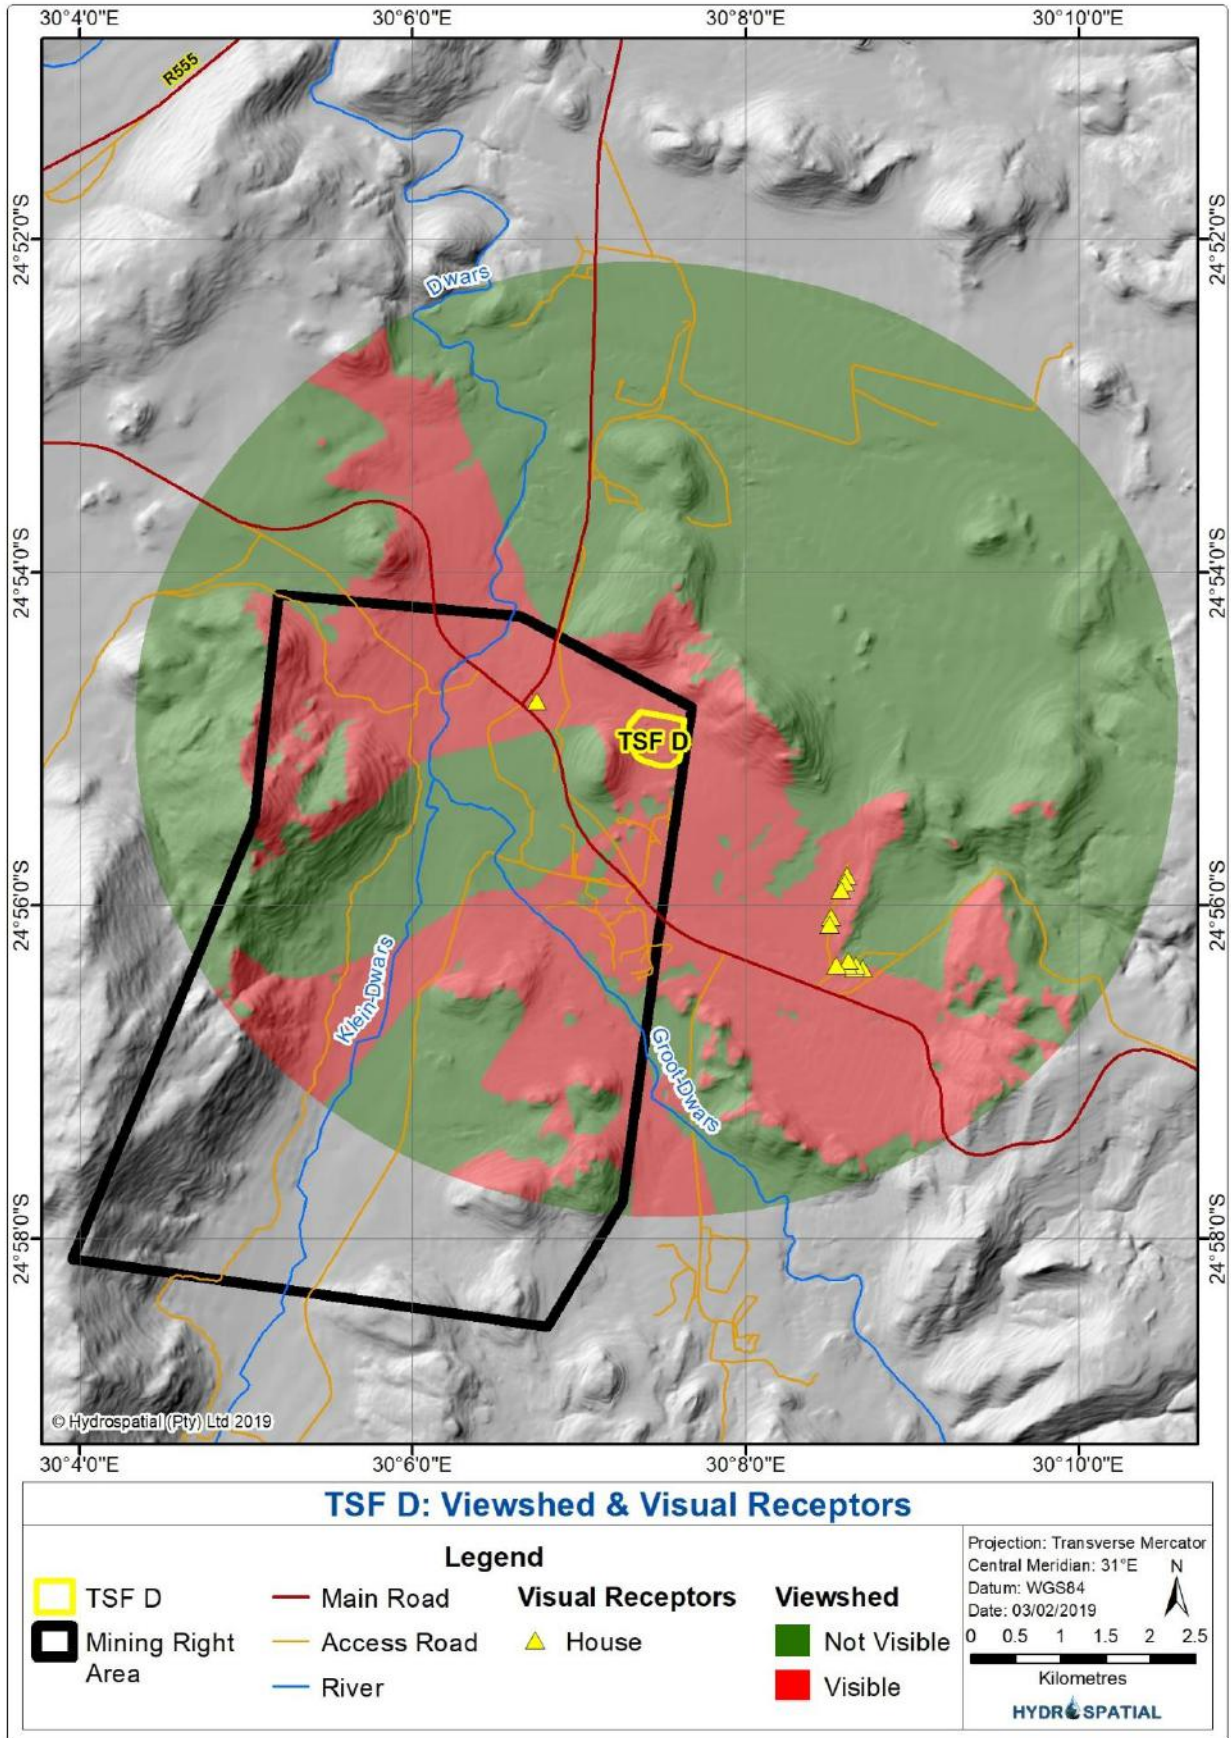 30°4'0"E 30°6'0"E 30°8'0"E 30°10'0"E
R555
24°52'0"S 24°52'0"S
Dwars
24°54'0"S 24°54'0"S
TSF D
24°56'0"S 24°56'0"S
Klein-Dwars
Groot-Dwars
24°58'0"S 24°58'0"S
© Hydrospatial (Pty) Ltd 2019
30°4'0"E 30°6'0"E 30°8'0"E 30°10'0"E
TSF D: Viewshed & Visual Receptors
Legend
TSF D
Mining Right
Area
Main Road
Access Road
River
Visual Receptors
House
Viewshed
Not Visible
Visible
Projection: Transverse Mercator
Central Meridian: 31°E
Datum: WGS84
Date: 03/02/2019
N
0 0.5 1 1.5 2 2.5
Kilometres
HYDROSPATIAL